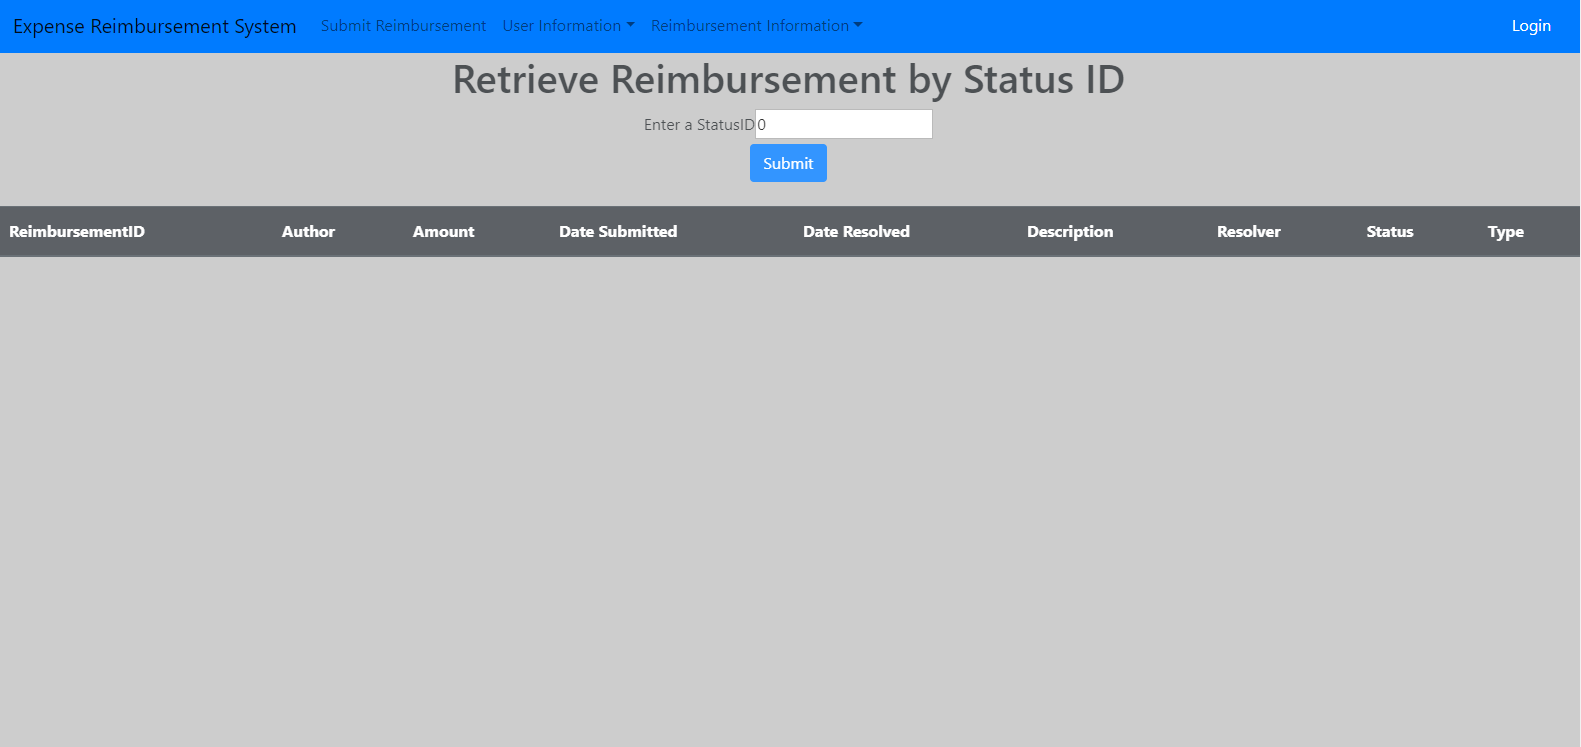 Expense Reimbursement System Submit Reimbursement User Information Reimbursement Information Login
Retrieve Reimbursement by Status ID
Enter a StatusID 0
Submit
ReimbursementID Author Amount Date Submitted Date Resolved Description Resolver Status Type